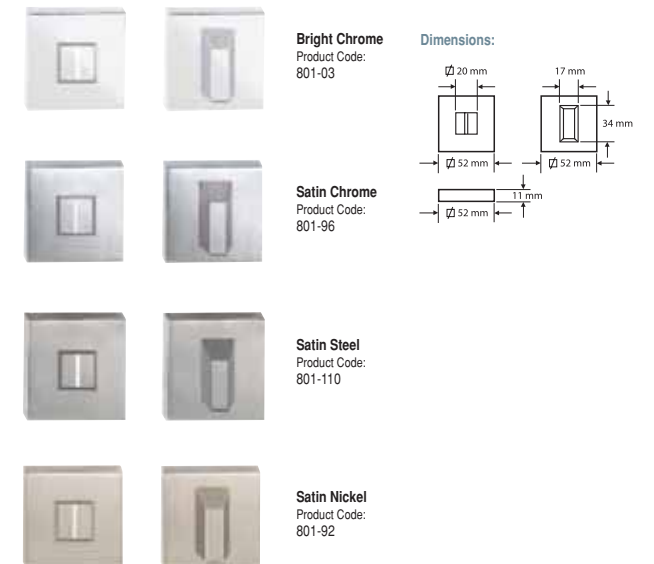 Bright Chrome
Product Code:
801-03
Dimensions:
⌷ 20 mm
17 mm
34 mm
⌷ 52 mm
⌷ 52 mm
Satin Chrome
Product Code:
801-96
11 mm
⌷ 52 mm
Satin Steel
Product Code:
801-110
Satin Nickel
Product Code:
801-92